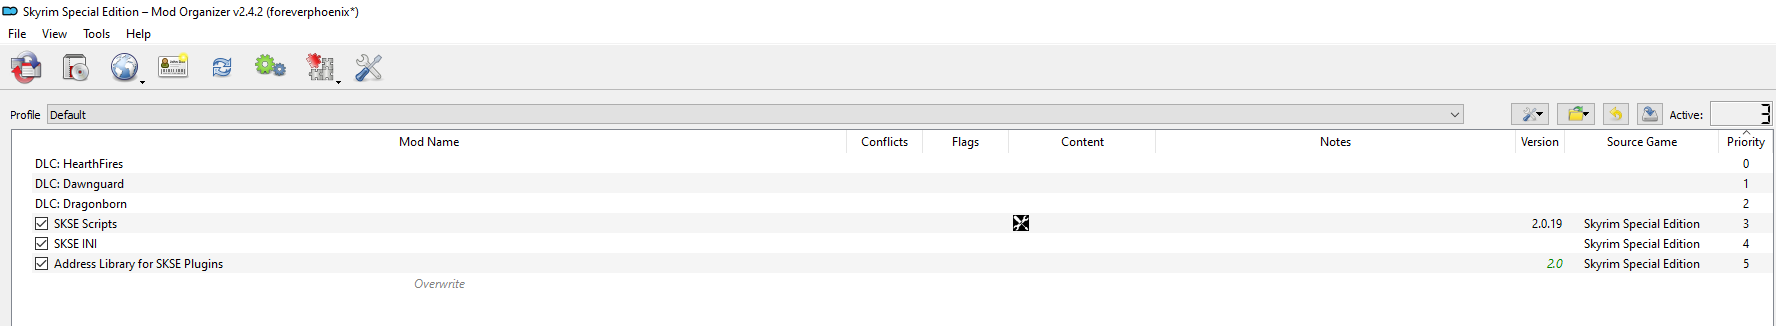 Skyrim Special Edition – Mod Organizer v2.4.2 (foreverphoenix*)
File View Tools Help
Profile Default Active: 3
Mod Name Conflicts Flags Content Notes Version Source Game Priority
DLC: HearthFires 0
DLC: Dawnguard 1
DLC: Dragonborn 2
SKSE Scripts 2.0.19 Skyrim Special Edition 3
SKSE INI Skyrim Special Edition 4
Address Library for SKSE Plugins 2.0 Skyrim Special Edition 5
Overwrite